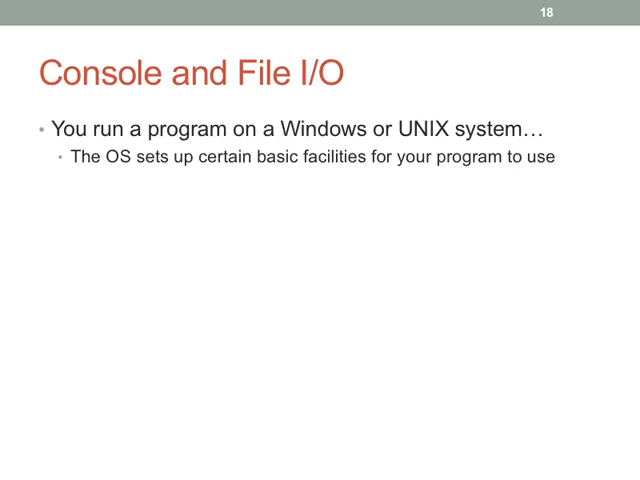 18
Console and File I/O
• You run a program on a Windows or UNIX system…
• The OS sets up certain basic facilities for your program to use